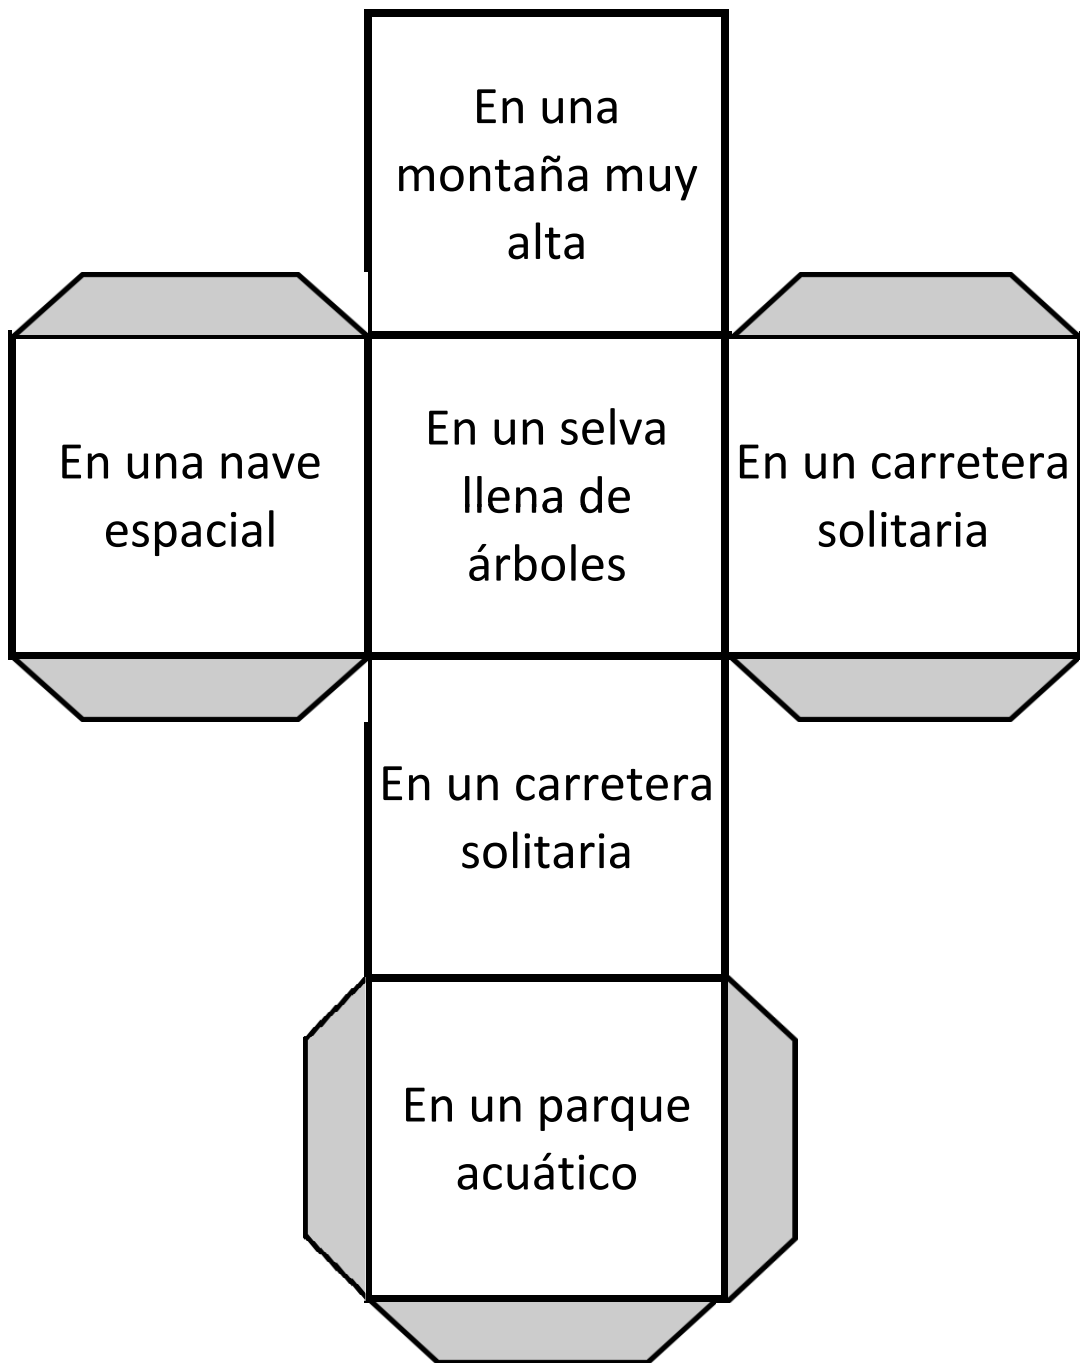 En una
montaña muy
alta
En una nave
espacial
En un selva
llena de
árboles
En un carretera
solitaria
En un carretera
solitaria
En un parque
acuático